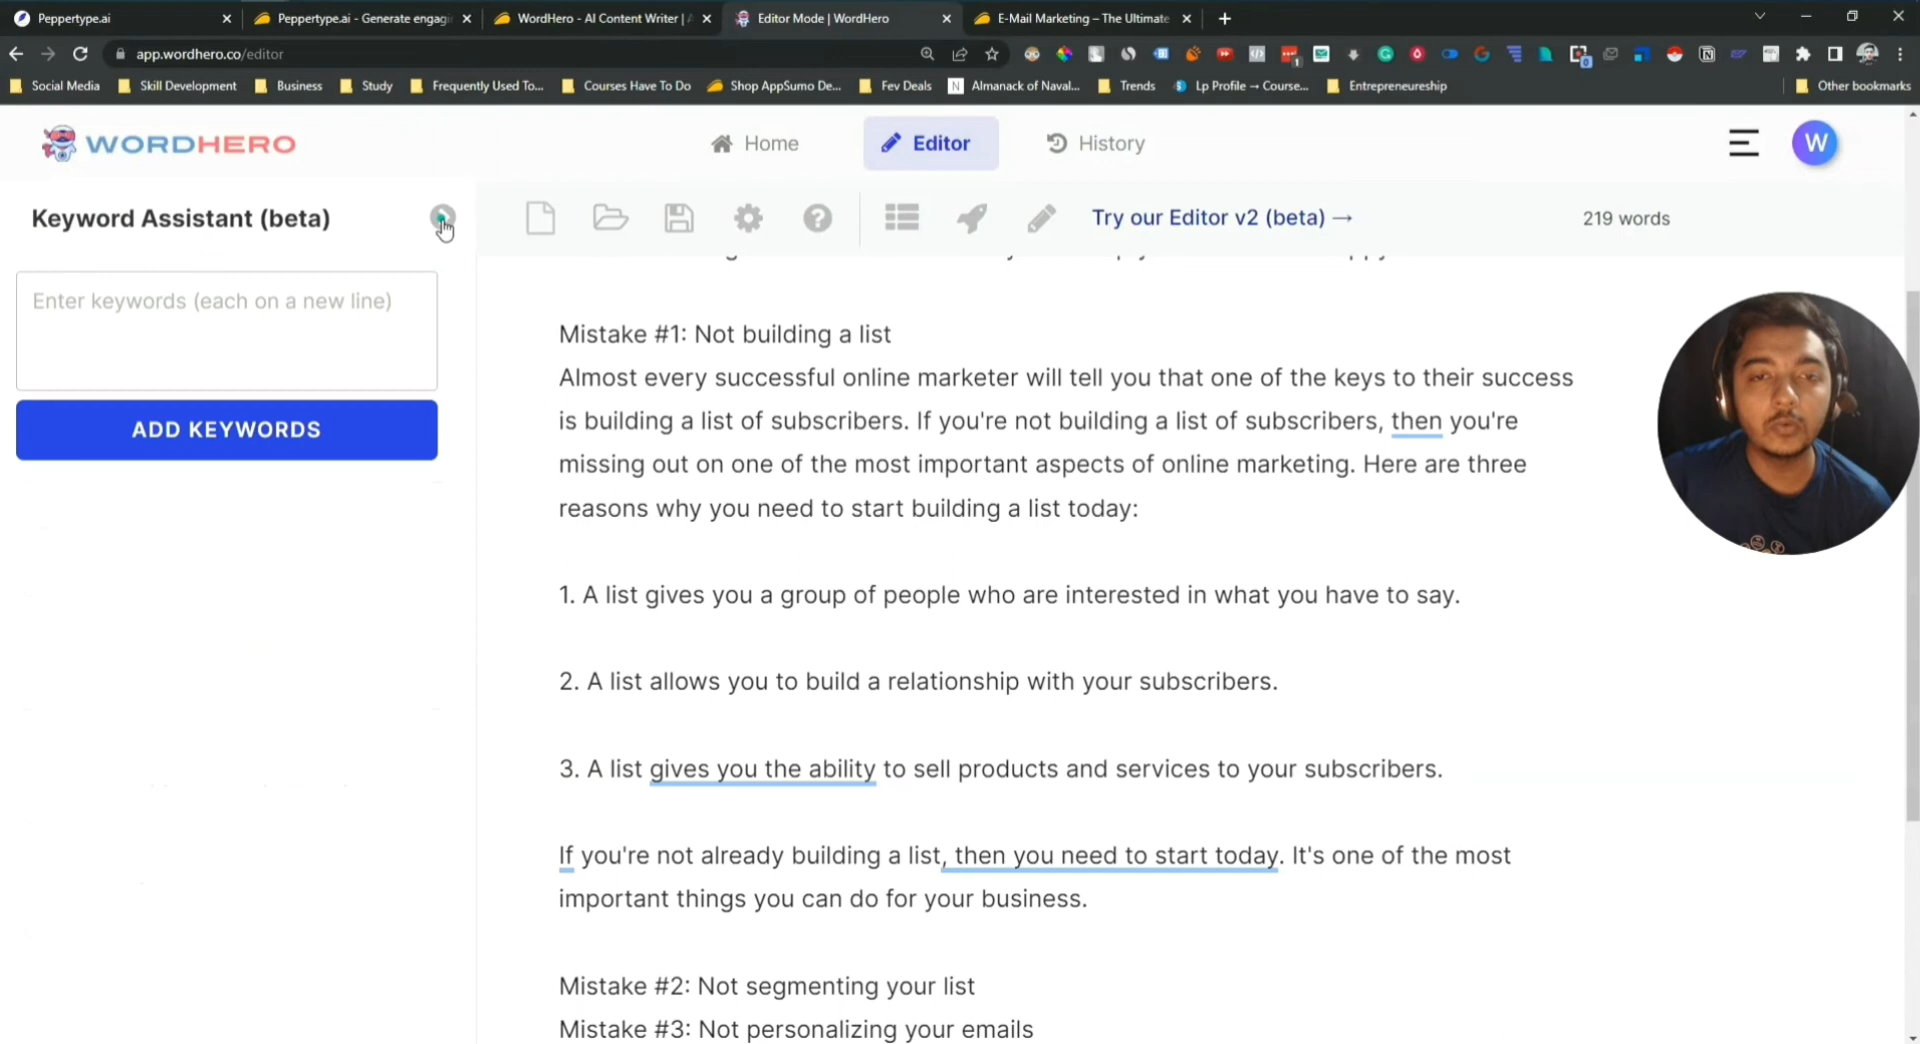 Peppertype.ai
Peppertype.ai - Generate engagi
WordHero - AI Content Writer |
Editor Mode | WordHero
E-Mail Marketing – The Ultimate
app.wordhero.co/editor
Social Media
Skill Development
Business
Study
Frequently Used To...
Courses Have To Do
Shop AppSumo De...
Fev Deals
Almanack of Naval...
Trends
Lp Profile → Course...
Entrepreneureship
Other bookmarks
WORDHERO
Home
Editor
History
W
Keyword Assistant (beta)
Try our Editor v2 (beta) →
219 words
Enter keywords (each on a new line)
ADD KEYWORDS
Mistake #1: Not building a list
Almost every successful online marketer will tell you that one of the keys to their success
is building a list of subscribers. If you're not building a list of subscribers, then you're
missing out on one of the most important aspects of online marketing. Here are three
reasons why you need to start building a list today:
1. A list gives you a group of people who are interested in what you have to say.
2. A list allows you to build a relationship with your subscribers.
3. A list gives you the ability to sell products and services to your subscribers.
If you're not already building a list, then you need to start today. It's one of the most
important things you can do for your business.
Mistake #2: Not segmenting your list
Mistake #3: Not personalizing your emails